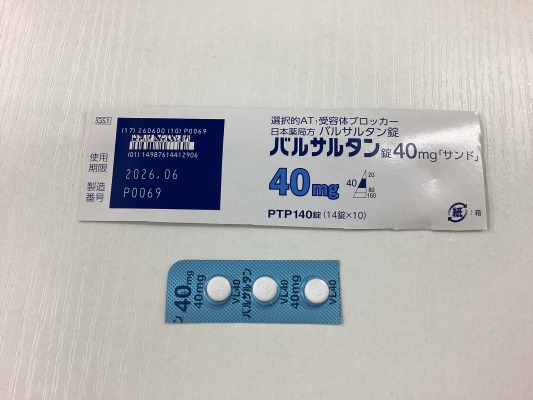 GS1
(17) 260600 (10) P0069
(01) 14987614412906
使用
期限
2026.06
製造
番号
P0069
選択的AT₁受容体ブロッカー
日本薬局方 バルサルタン錠
バルサルタン錠40mg「サンド」
40mg
40
20
80
160
PTP140錠(14錠×10)
紙:箱
40mg
40mg
VL40
バルサルタン
40mg
VL40